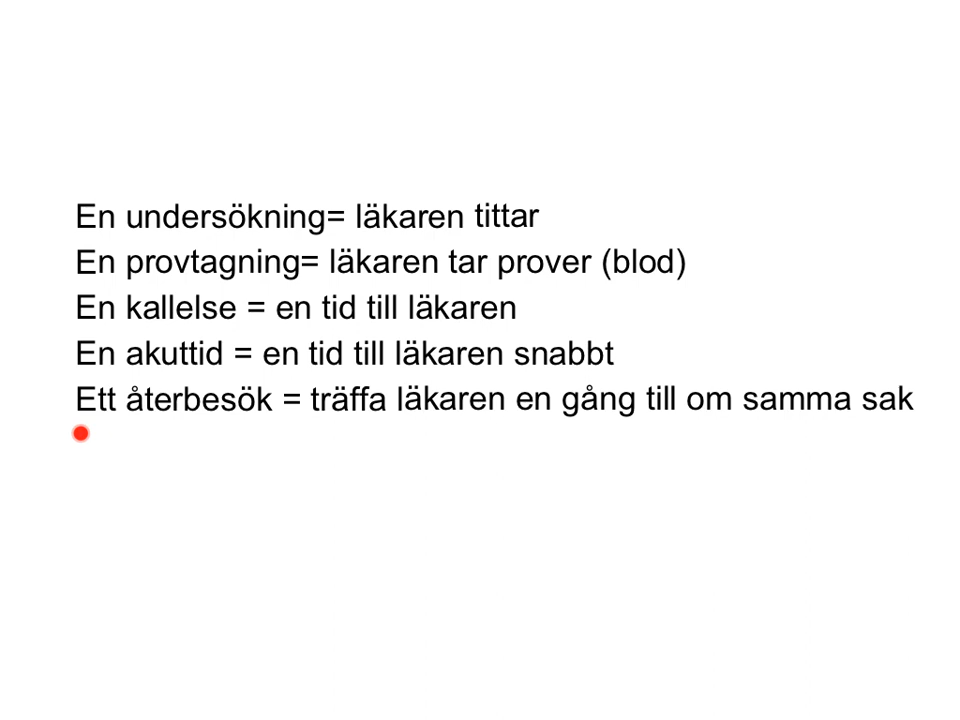 En undersökning= läkaren tittar
En provtagning= läkaren tar prover (blod)
En kallelse = en tid till läkaren
En akuttid = en tid till läkaren snabbt
Ett återbesök = träffa läkaren en gång till om samma sak